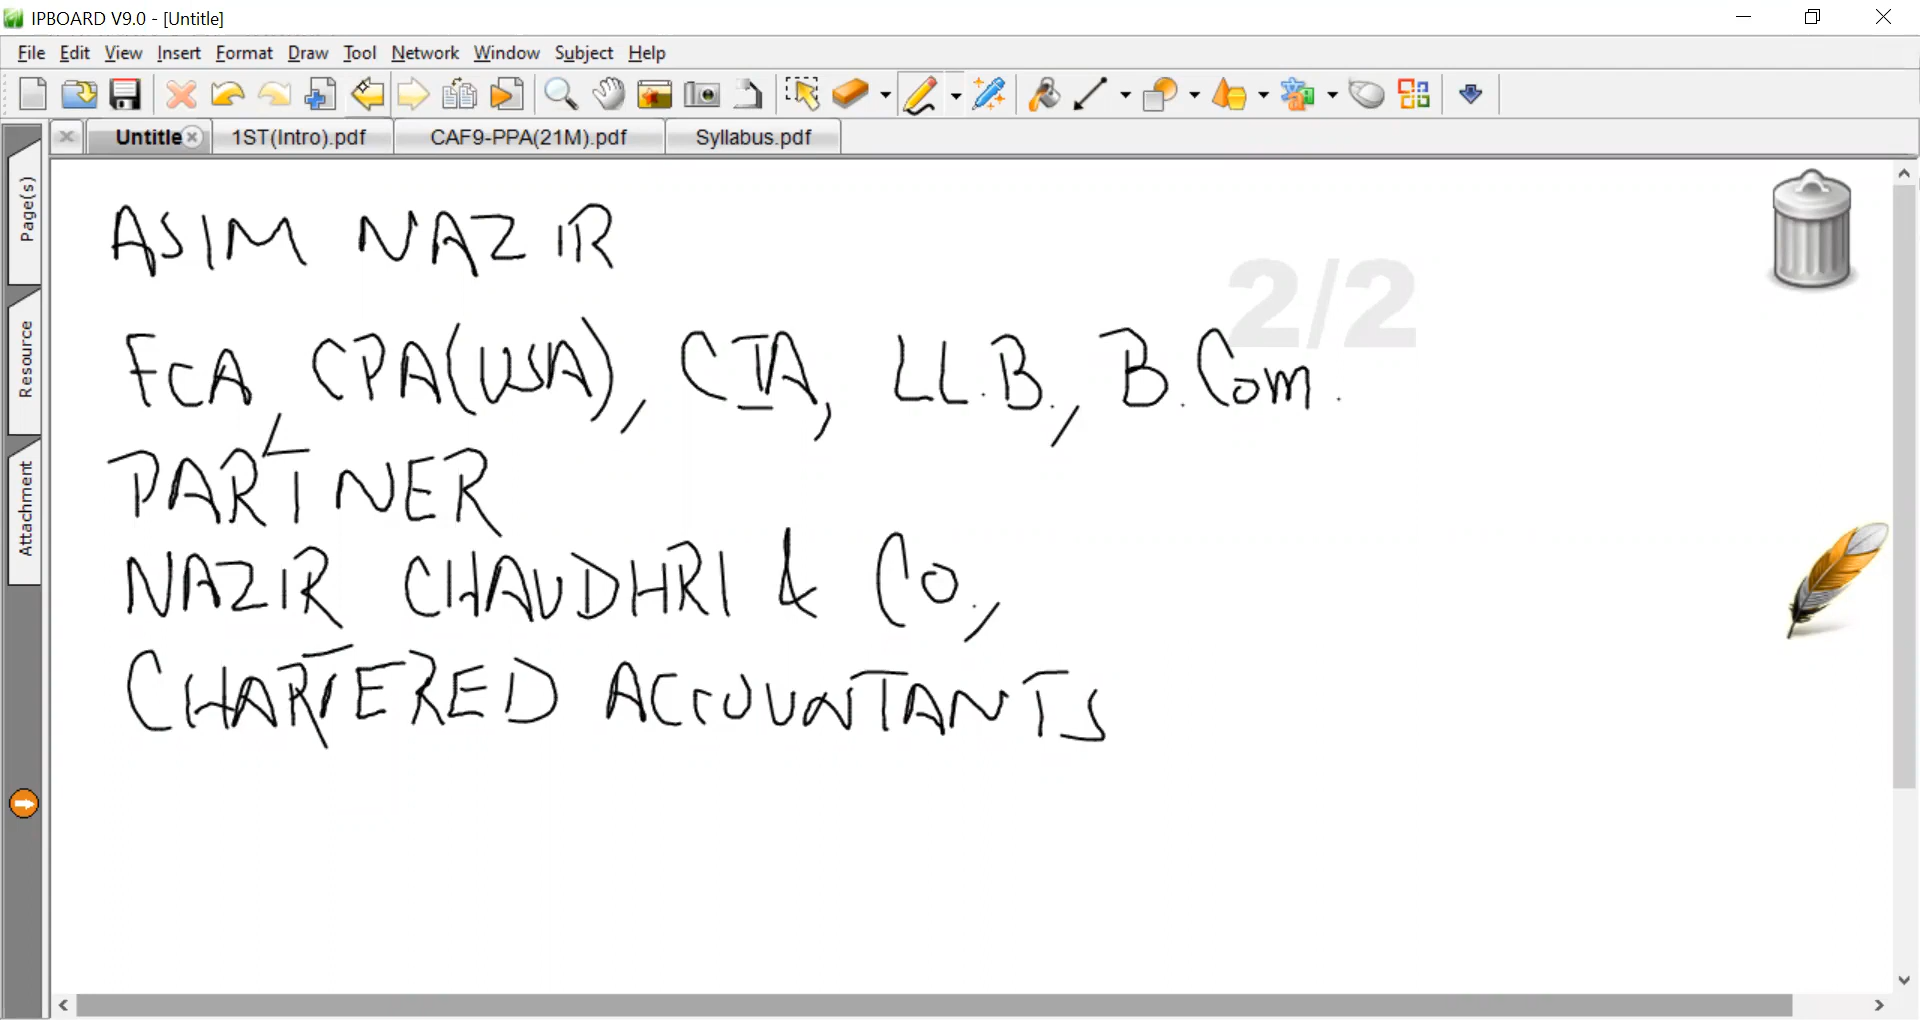 IPBOARD V9.0 - [Untitle]
File Edit View Insert Format Draw Tool Network Window Subject Help
Untitle 1ST(Intro).pdf CAF9-PPA(21M).pdf Syllabus.pdf
Page(s)
Resource
Attachment
2/2
ASIM NAZIR
FCA, CPA(USA), CIA, LL.B., B.Com.
PARTNER
NAZIR CHAUDHRI & Co.,
CHARTERED ACCOUNTANTS